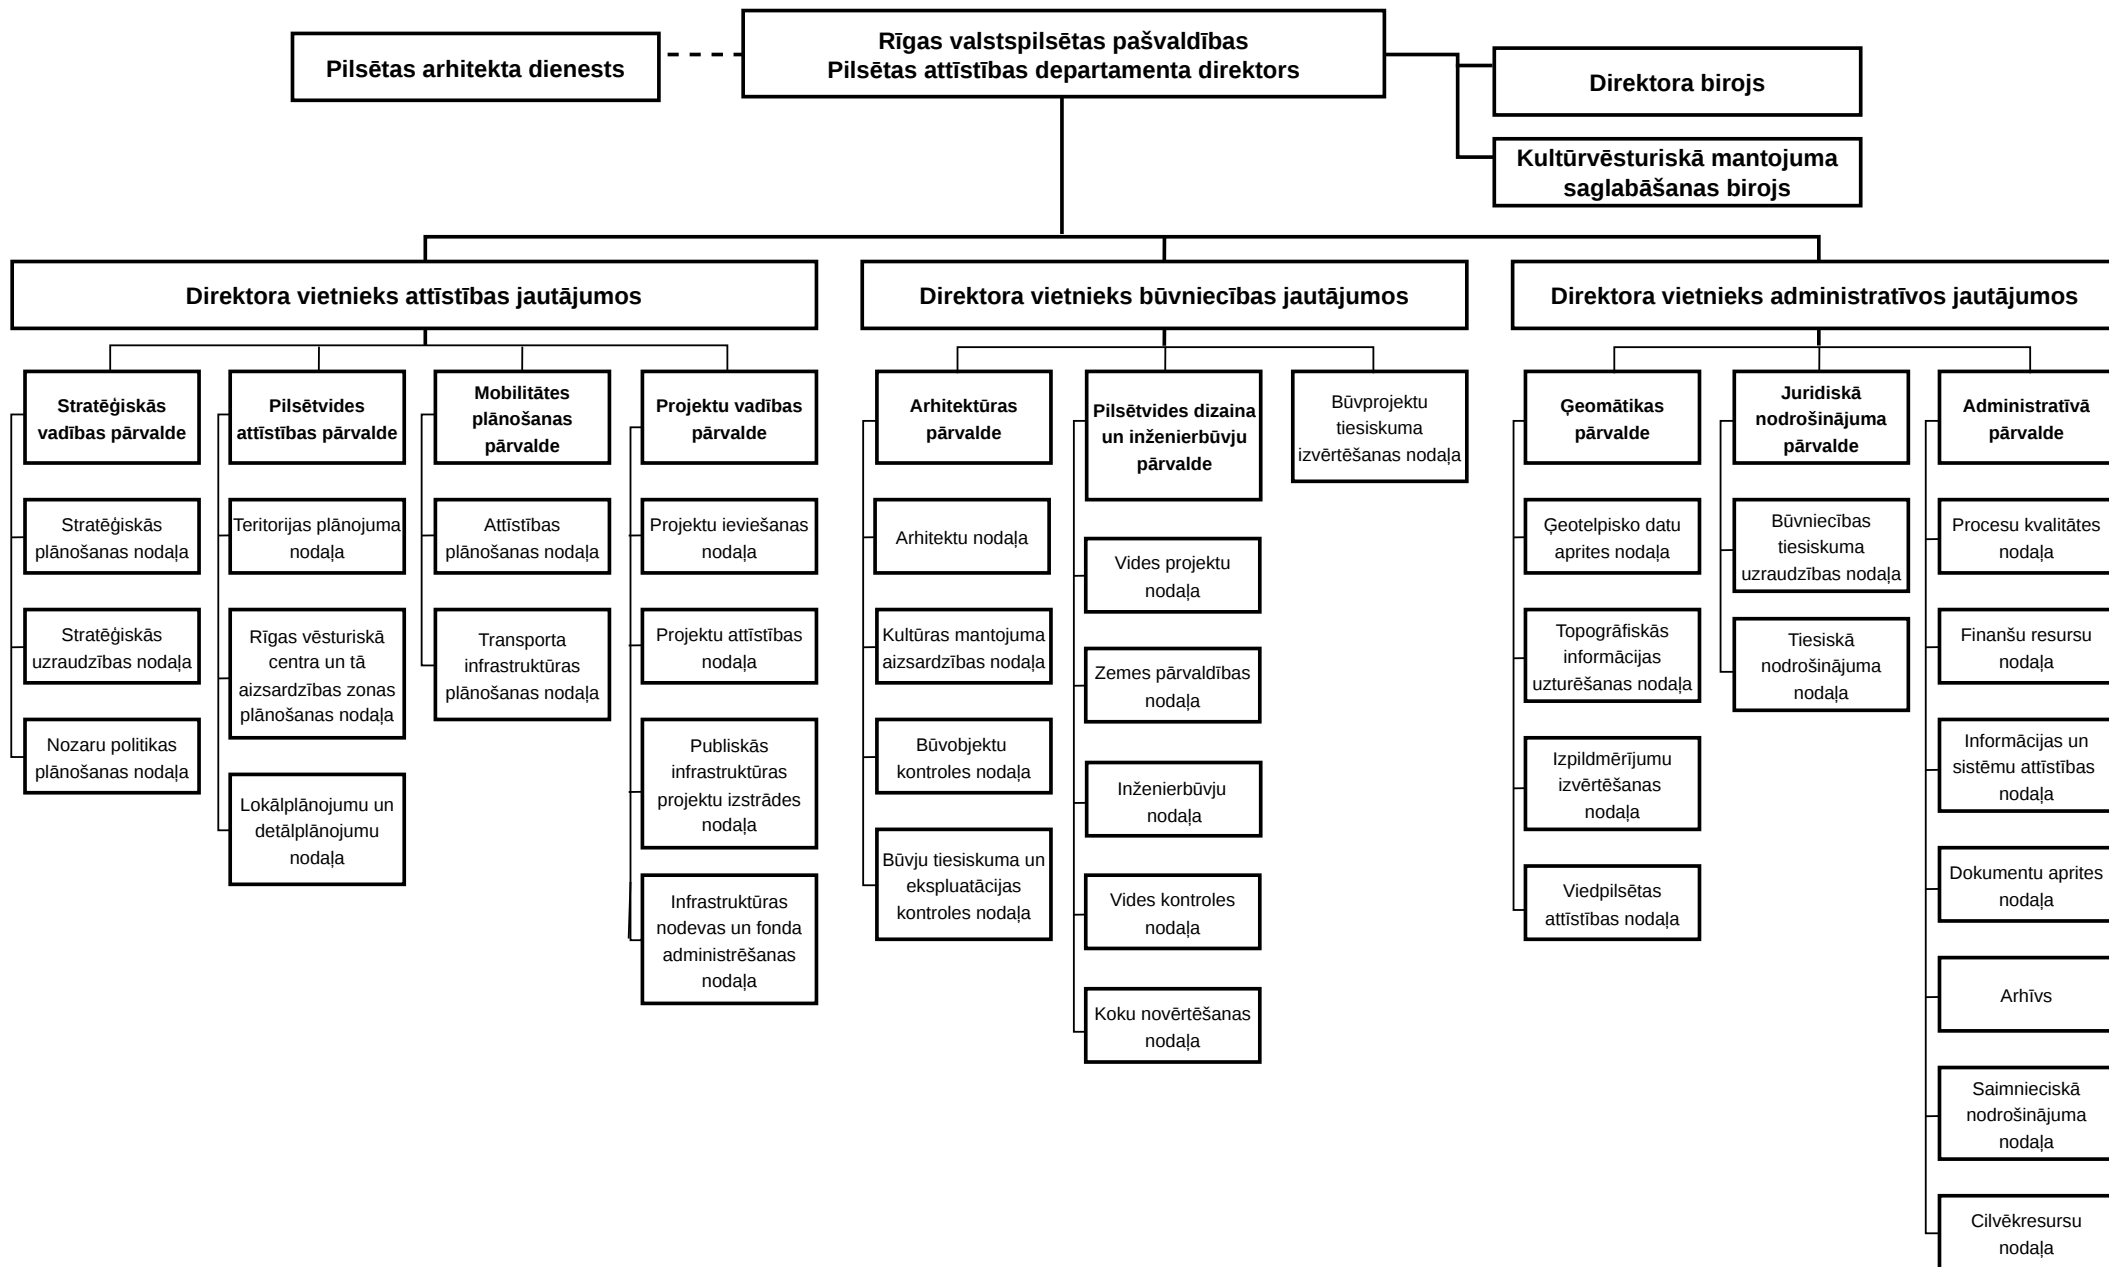 Rīgas valstspilsētas pašvaldības
Pilsētas attīstības departamenta direktors
Pilsētas arhitekta dienests
Direktora birojs
Kultūrvēsturiskā mantojuma
saglabāšanas birojs
Direktora vietnieks attīstības jautājumos
Direktora vietnieks būvniecības jautājumos
Direktora vietnieks administratīvos jautājumos
Stratēģiskās
vadības pārvalde
Stratēģiskās
plānošanas nodaļa
Stratēģiskās
uzraudzības nodaļa
Nozaru politikas
plānošanas nodaļa
Pilsētvides
attīstības pārvalde
Teritorijas plānojuma
nodaļa
Rīgas vēsturiskā
centra un tā
aizsardzības zonas
plānošanas nodaļa
Lokālplānojumu un
detālplānojumu
nodaļa
Mobilitātes
plānošanas
pārvalde
Attīstības
plānošanas nodaļa
Transporta
infrastruktūras
plānošanas nodaļa
Projektu vadības
pārvalde
Projektu ieviešanas
nodaļa
Projektu attīstības
nodaļa
Publiskās
infrastruktūras
projektu izstrādes
nodaļa
Infrastruktūras
nodevas un fonda
administrēšanas
nodaļa
Arhitektūras
pārvalde
Arhitektu nodaļa
Kultūras mantojuma
aizsardzības nodaļa
Būvobjektu
kontroles nodaļa
Būvju tiesiskuma un
ekspluatācijas
kontroles nodaļa
Pilsētvides dizaina
un inženierbūvju
pārvalde
Vides projektu
nodaļa
Zemes pārvaldības
nodaļa
Inženierbūvju
nodaļa
Vides kontroles
nodaļa
Koku novērtēšanas
nodaļa
Būvprojektu
tiesiskuma
izvērtēšanas nodaļa
Ģeomātikas
pārvalde
Ģeotelpisko datu
aprites nodaļa
Topogrāfiskās
informācijas
uzturēšanas nodaļa
Izpildmērījumu
izvērtēšanas
nodaļa
Viedpilsētas
attīstības nodaļa
Juridiskā
nodrošinājuma
pārvalde
Būvniecības
tiesiskuma
uzraudzības nodaļa
Tiesiskā
nodrošinājuma
nodaļa
Administratīvā
pārvalde
Procesu kvalitātes
nodaļa
Finanšu resursu
nodaļa
Informācijas un
sistēmu attīstības
nodaļa
Dokumentu aprites
nodaļa
Arhīvs
Saimnieciskā
nodrošinājuma
nodaļa
Cilvēkresursu
nodaļa